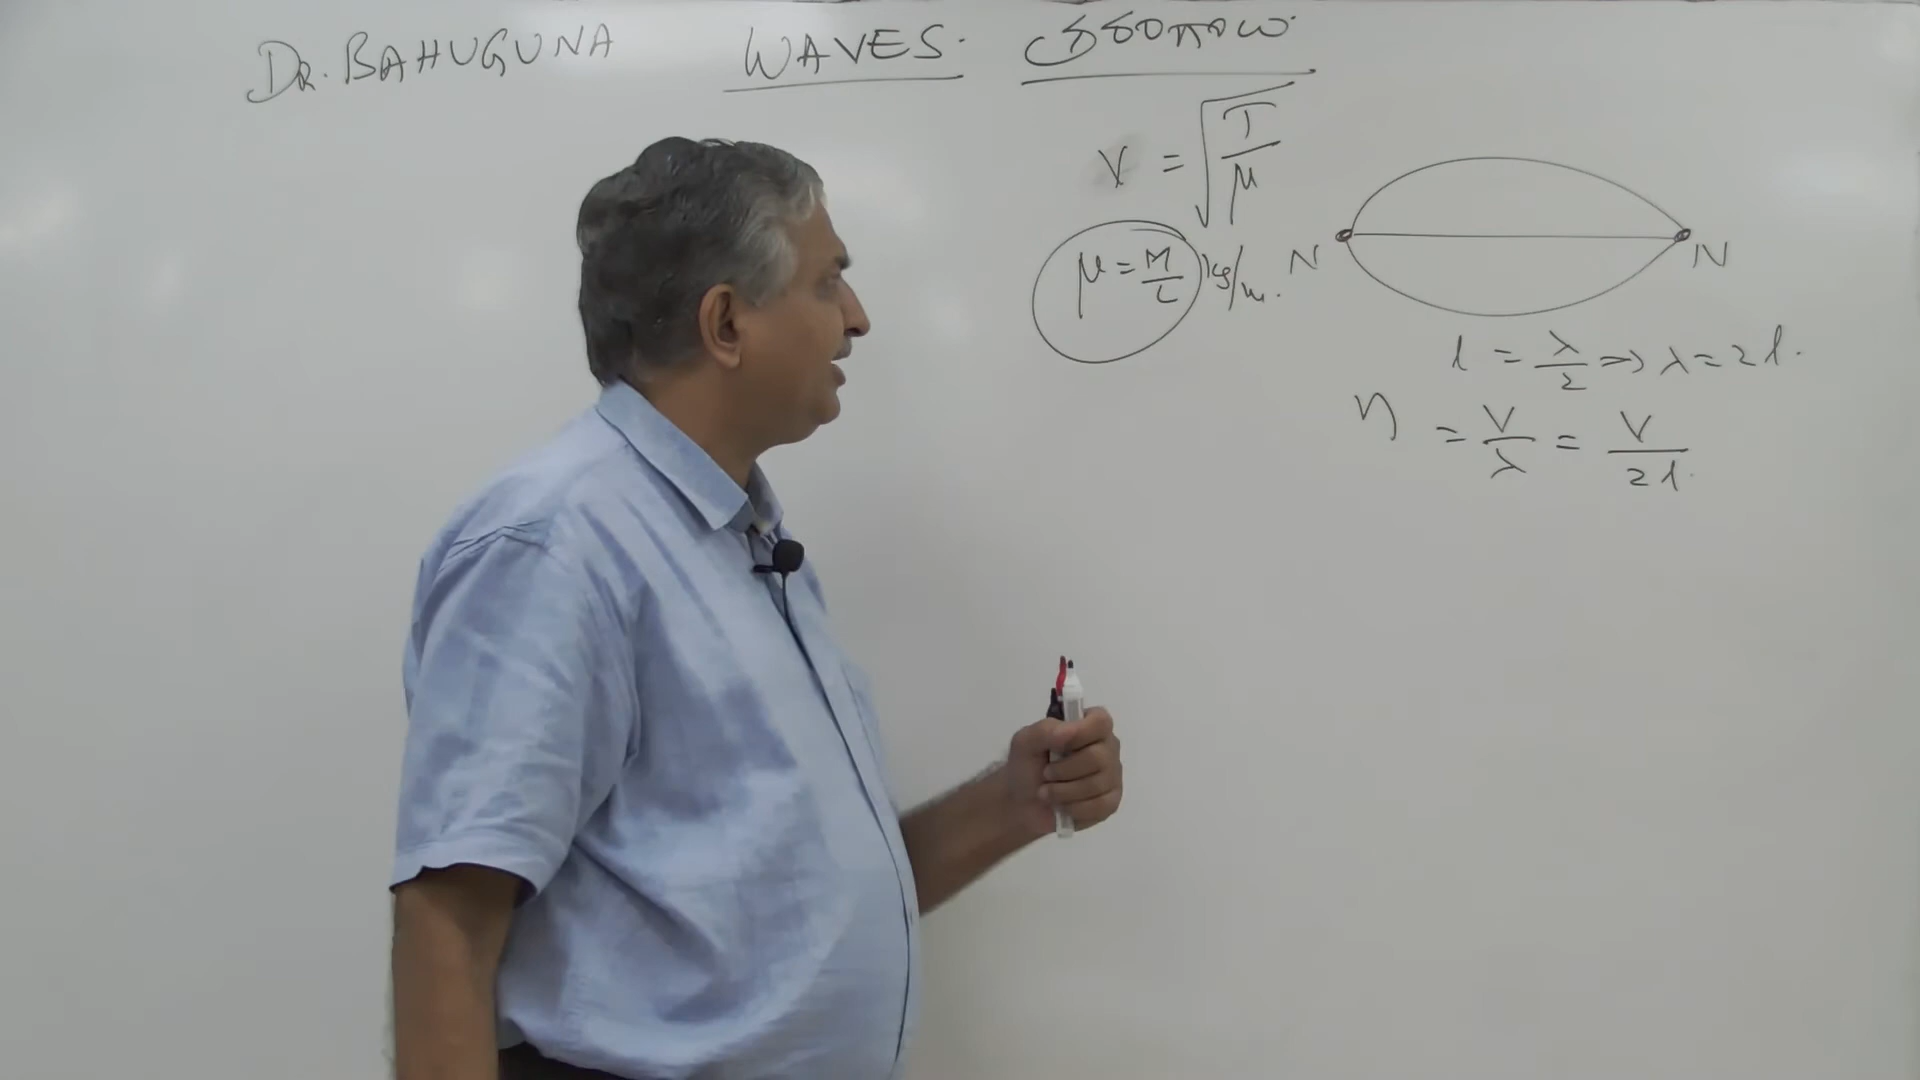 DR. BAHUGUNA WAVES.
V = √(T/μ)
μ = M/L kg/m.
N N
l = λ/2 => λ = 2l.
n = V/λ = V/2l.